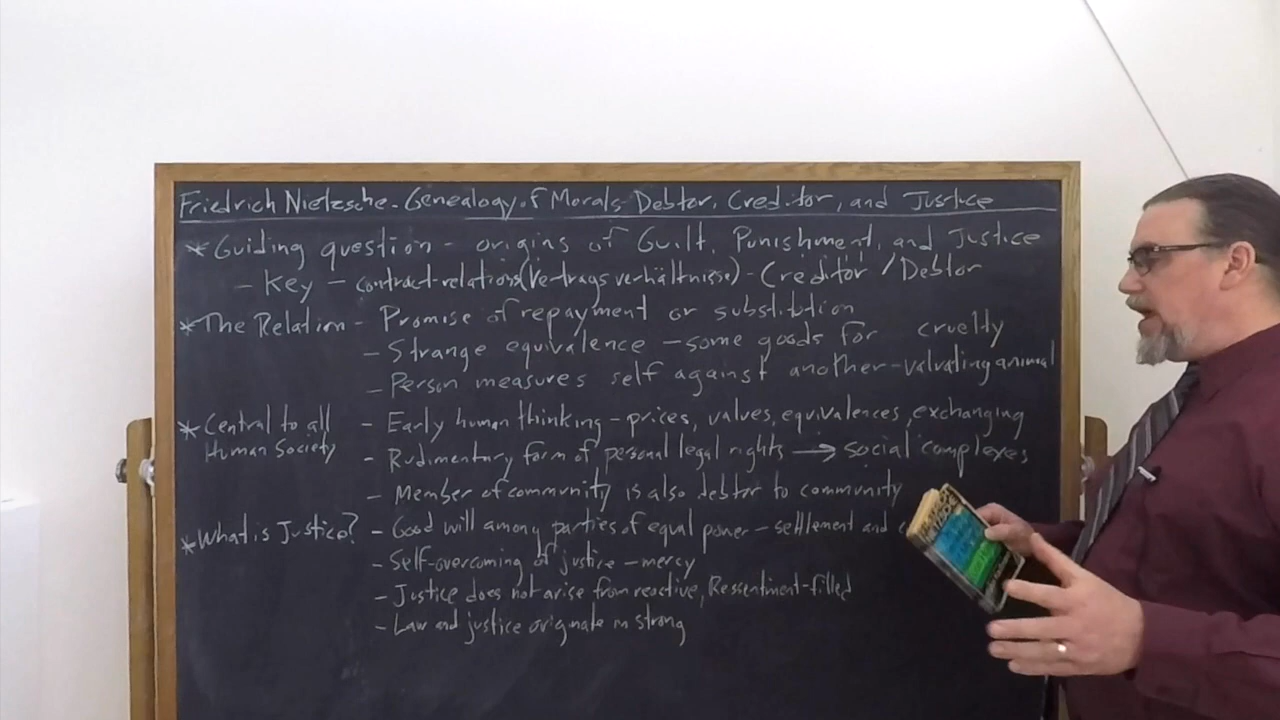 Friedrich Nietzsche - Genealogy of Morals - Debtor, Creditor, and Justice
* Guiding question - origins of Guilt, Punishment, and Justice
- Key - contract-relations (Vertragsverhältnisse) - Creditor / Debtor
* The Relation - Promise of repayment or substitution
- Strange equivalence - some goods for cruelty
- Person measures self against another - valuating animal
* Central to all - Early human thinking - prices, values, equivalences, exchanging
Human Society - Rudimentary form of personal legal rights → social complexes
- Member of community is also debtor to community
* What is Justice? - Good will among parties of equal power - settlement and
- Self-overcoming of justice - mercy
- Justice does not arise from reactive, Ressentiment-filled
- Law and justice originate in strong